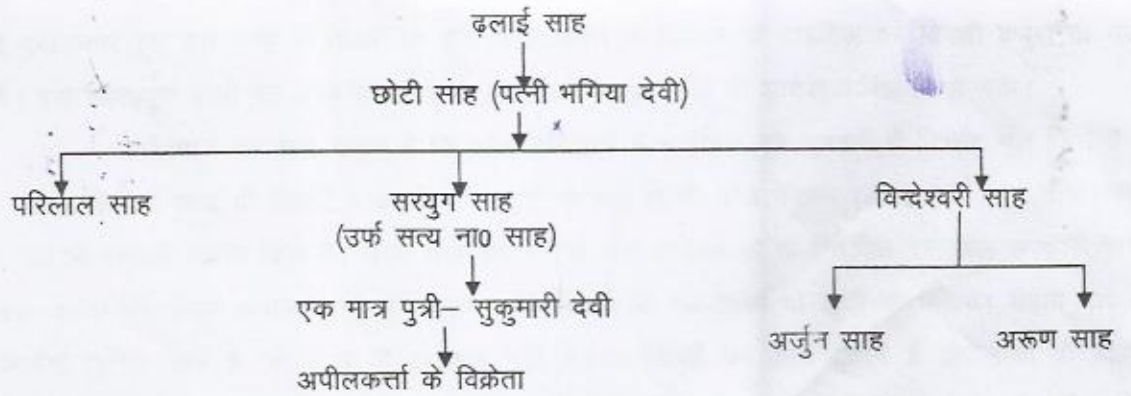 ढ़लाई साह
छोटी साह (पत्नी भगिया देवी)
परिलाल साह सरयुग साह विन्देश्वरी साह
(उर्फ सत्य ना0 साह)
एक मात्र पुत्री– सुकुमारी देवी
अर्जुन साह अरूण साह
अपीलकर्त्ता के विक्रेता